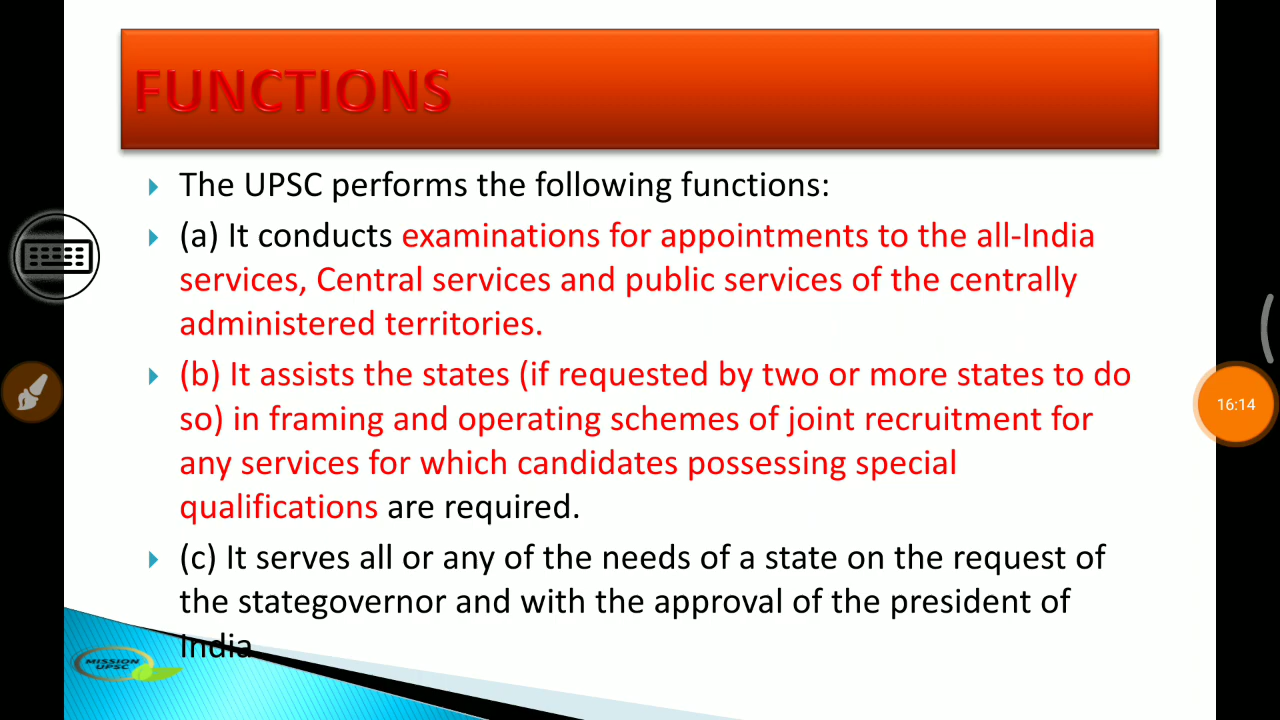 FUNCTIONS
The UPSC performs the following functions:
(a) It conducts examinations for appointments to the all-India
services, Central services and public services of the centrally
administered territories.
(b) It assists the states (if requested by two or more states to do
so) in framing and operating schemes of joint recruitment for
any services for which candidates possessing special
qualifications are required.
(c) It serves all or any of the needs of a state on the request of
the stategovernor and with the approval of the president of
India
MISSION
UPSC
16:14